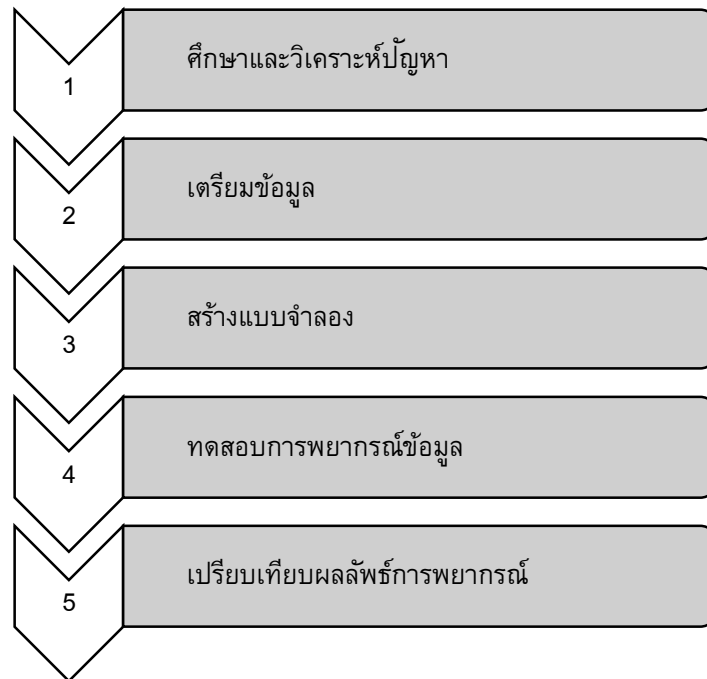 1
ศึกษาและวิเคราะห์ปัญหา
2
เตรียมข้อมูล
3
สร้างแบบจำลอง
4
ทดสอบการพยากรณ์ข้อมูล
5
เปรียบเทียบผลลัพธ์การพยากรณ์